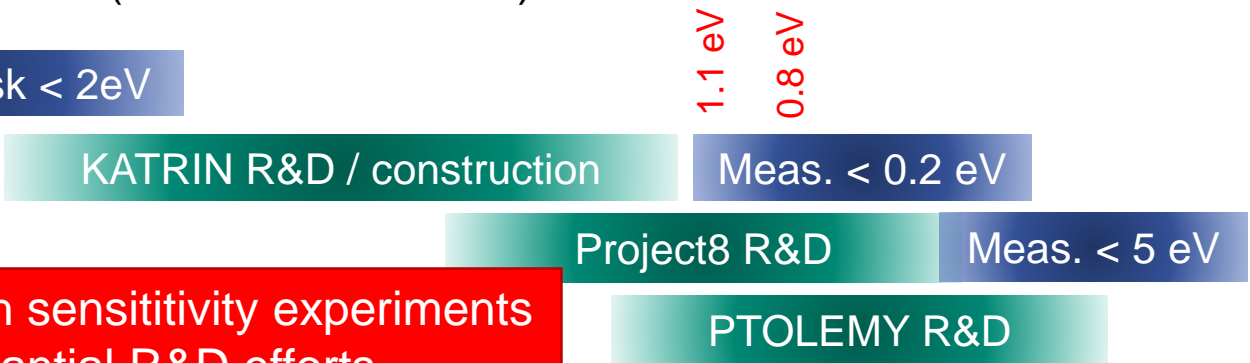 1.1 eV
0.8 eV
sk < 2eV
KATRIN R&D / construction
Meas. < 0.2 eV
Project8 R&D
Meas. < 5 eV
n sensititivity experiments
PTOLEMY R&D